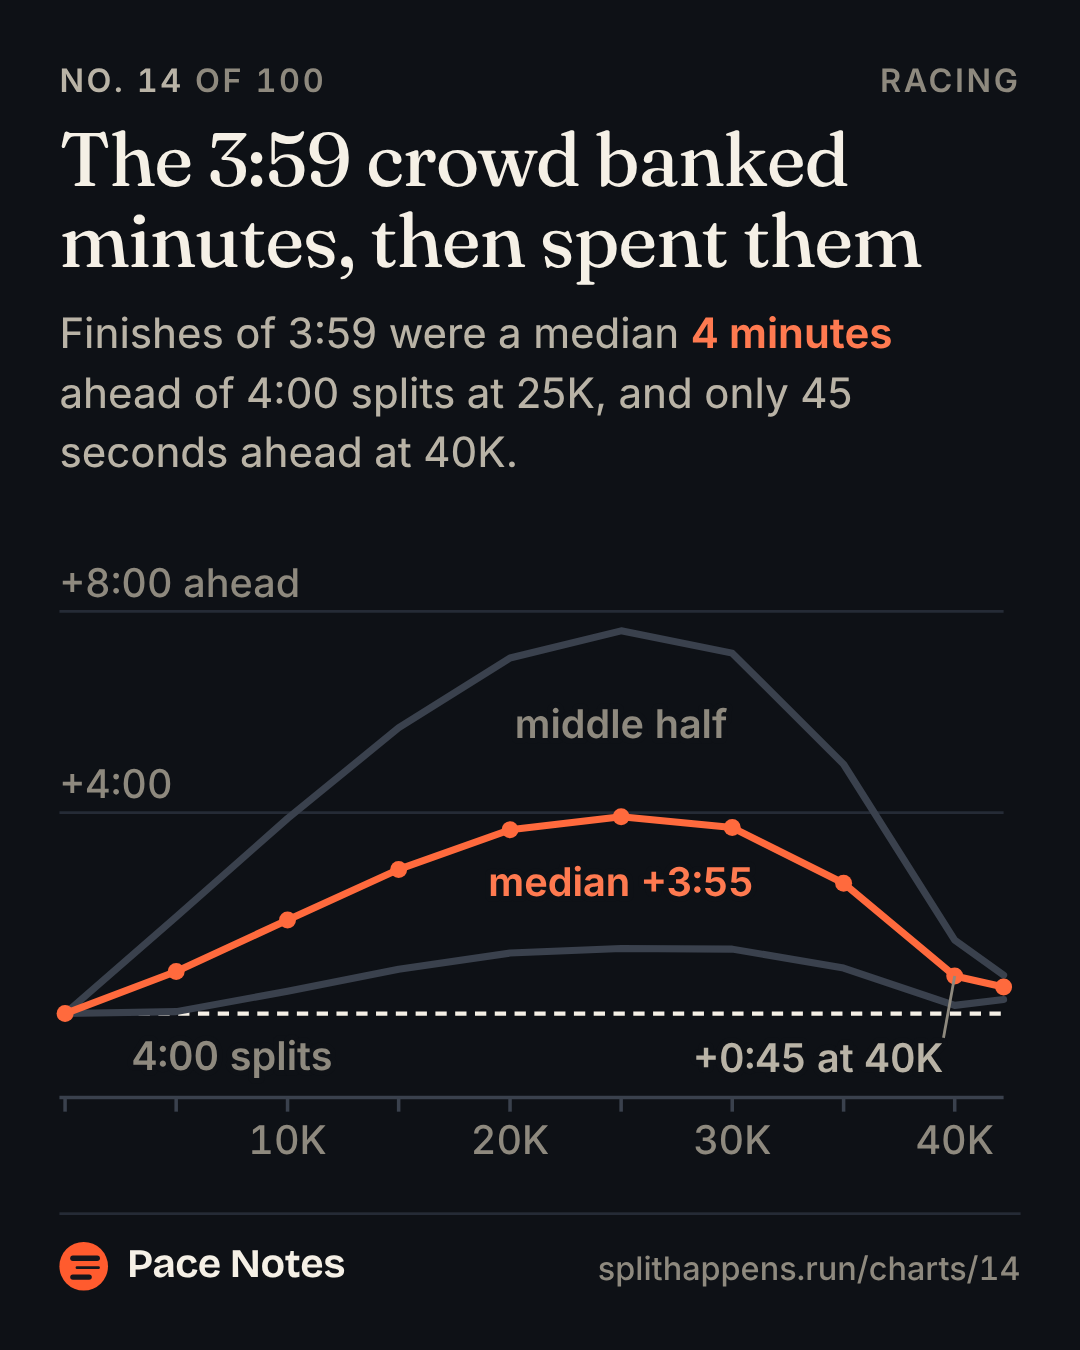 NO. 14 OF 100
RACING
The 3:59 crowd banked
minutes, then spent them
Finishes of 3:59 were a median 4 minutes
ahead of 4:00 splits at 25K, and only 45
seconds ahead at 40K.
+8:00 ahead
middle half
+4:00
median +3:55
4:00 splits
+0:45 at 40K
10K 20K 30K 40K
Pace Notes
splithappens.run/charts/14